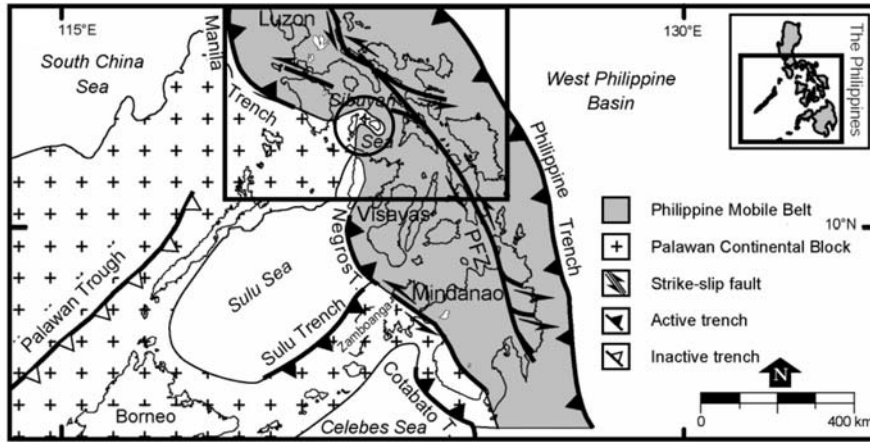 115°E
130°E
Luzon
Manila
Trench
South China
Sea
Sibuyan
Sea
West Philippine
Basin
The Philippines
Philippine
Trench
Visayas
Negros T
PFZ
10°N
Palawan Trough
Sulu Sea
Mindanao
Sulu Trench
Zamboanga
Cotabato T
Borneo
Celebes Sea
Philippine Mobile Belt
Palawan Continental Block
Strike-slip fault
Active trench
Inactive trench
N
0
400 km